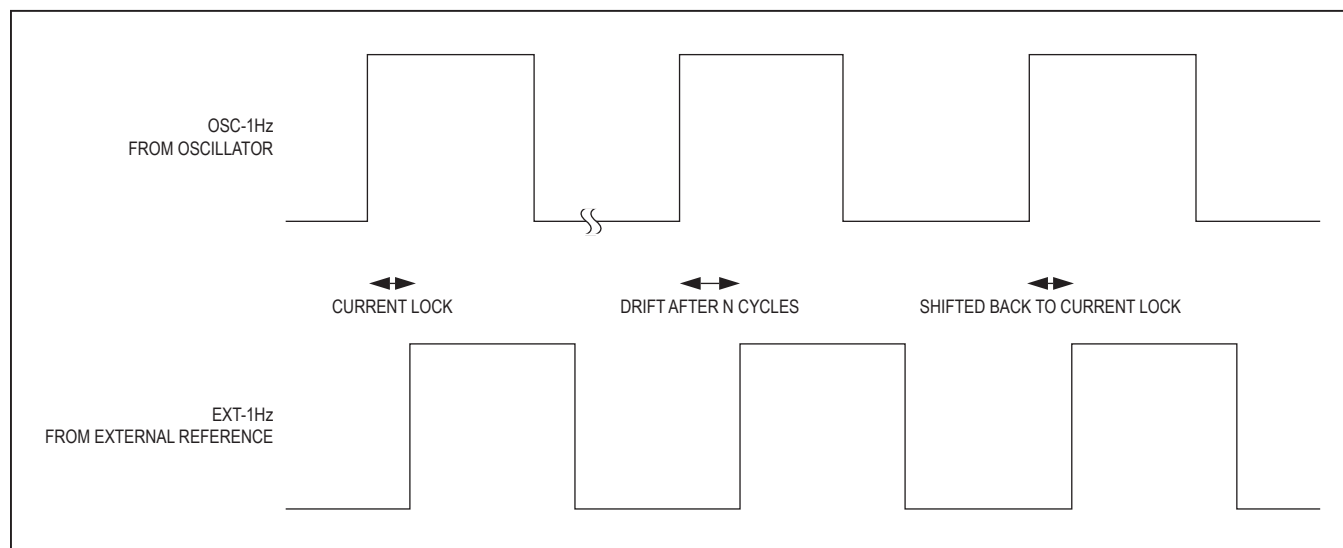 OSC-1Hz
FROM OSCILLATOR
CURRENT LOCK
DRIFT AFTER N CYCLES
SHIFTED BACK TO CURRENT LOCK
EXT-1Hz
FROM EXTERNAL REFERENCE